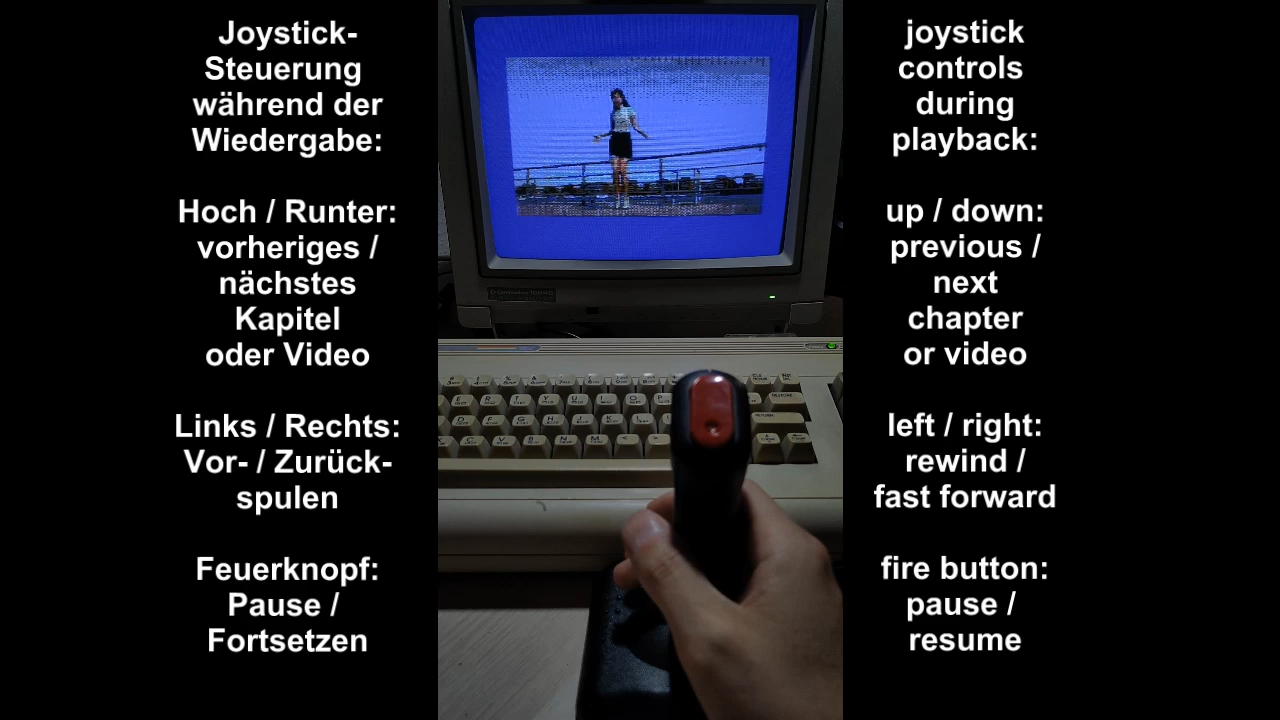 Joystick-
Steuerung
während der
Wiedergabe:
Hoch / Runter:
vorheriges /
nächstes
Kapitel
oder Video
Links / Rechts:
Vor- / Zurück-
spulen
Feuerknopf:
Pause /
Fortsetzen
joystick
controls
during
playback:
up / down:
previous /
next
chapter
or video
left / right:
rewind /
fast forward
fire button:
pause /
resume
E R T Y U I O P
D F G H J K L
C V B N M < >
RESTORE
RETURN